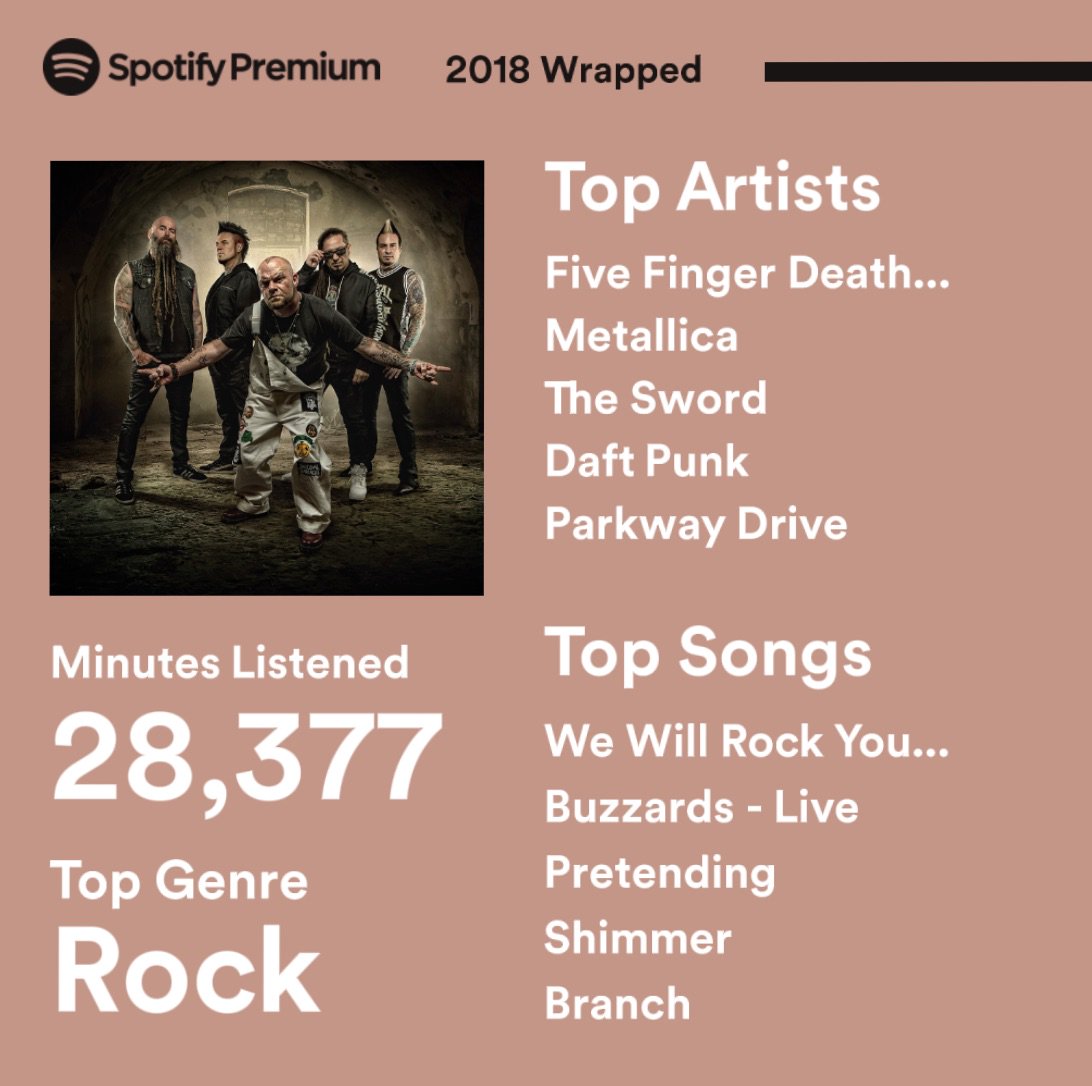 Spotify Premium 2018 Wrapped
Top Artists
Five Finger Death...
Metallica
The Sword
Daft Punk
Parkway Drive
Minutes Listened
28,377
Top Genre
Rock
Top Songs
We Will Rock You...
Buzzards - Live
Pretending
Shimmer
Branch